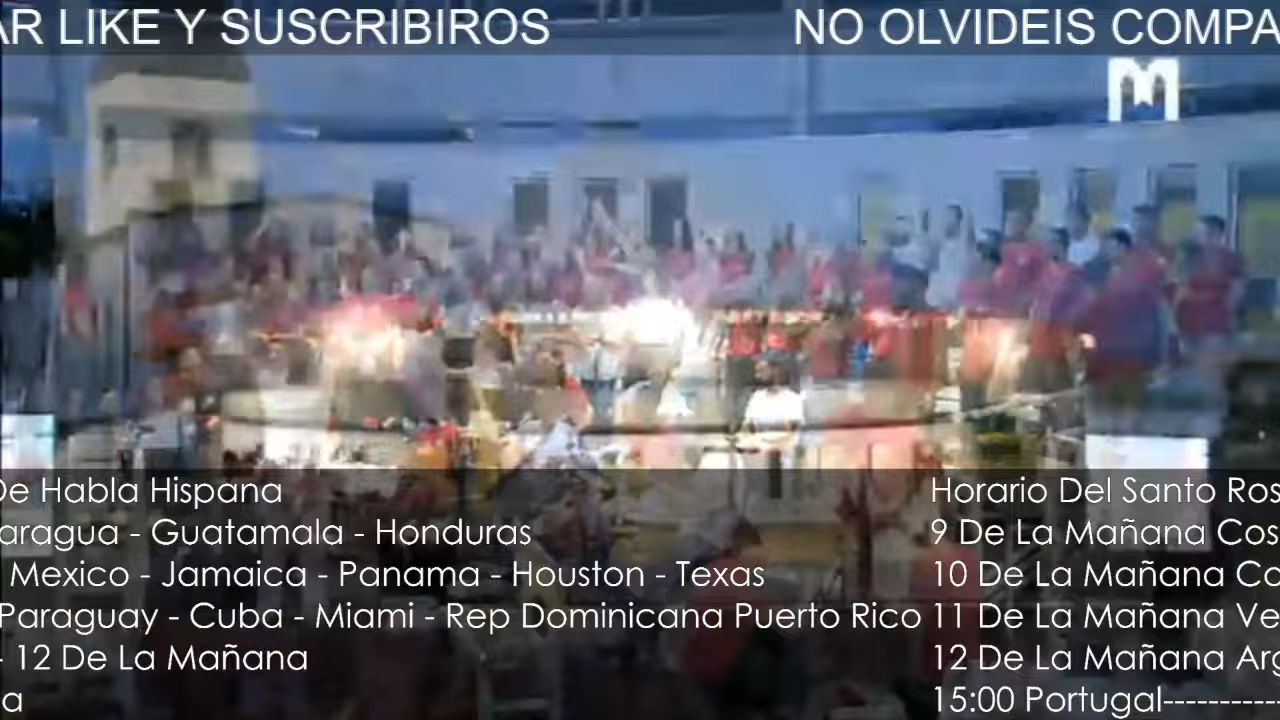 AR LIKE Y SUSCRIBIROS NO OLVIDEIS COMPA
M
De Habla Hispana
aragua - Guatamala - Honduras
Mexico - Jamaica - Panama - Houston - Texas
Paraguay - Cuba - Miami - Rep Dominicana Puerto Rico
- 12 De La Mañana
a
Horario Del Santo Ros
9 De La Mañana Cos
10 De La Mañana Co
11 De La Mañana Ve
12 De La Mañana Arg
15:00 Portugal----------